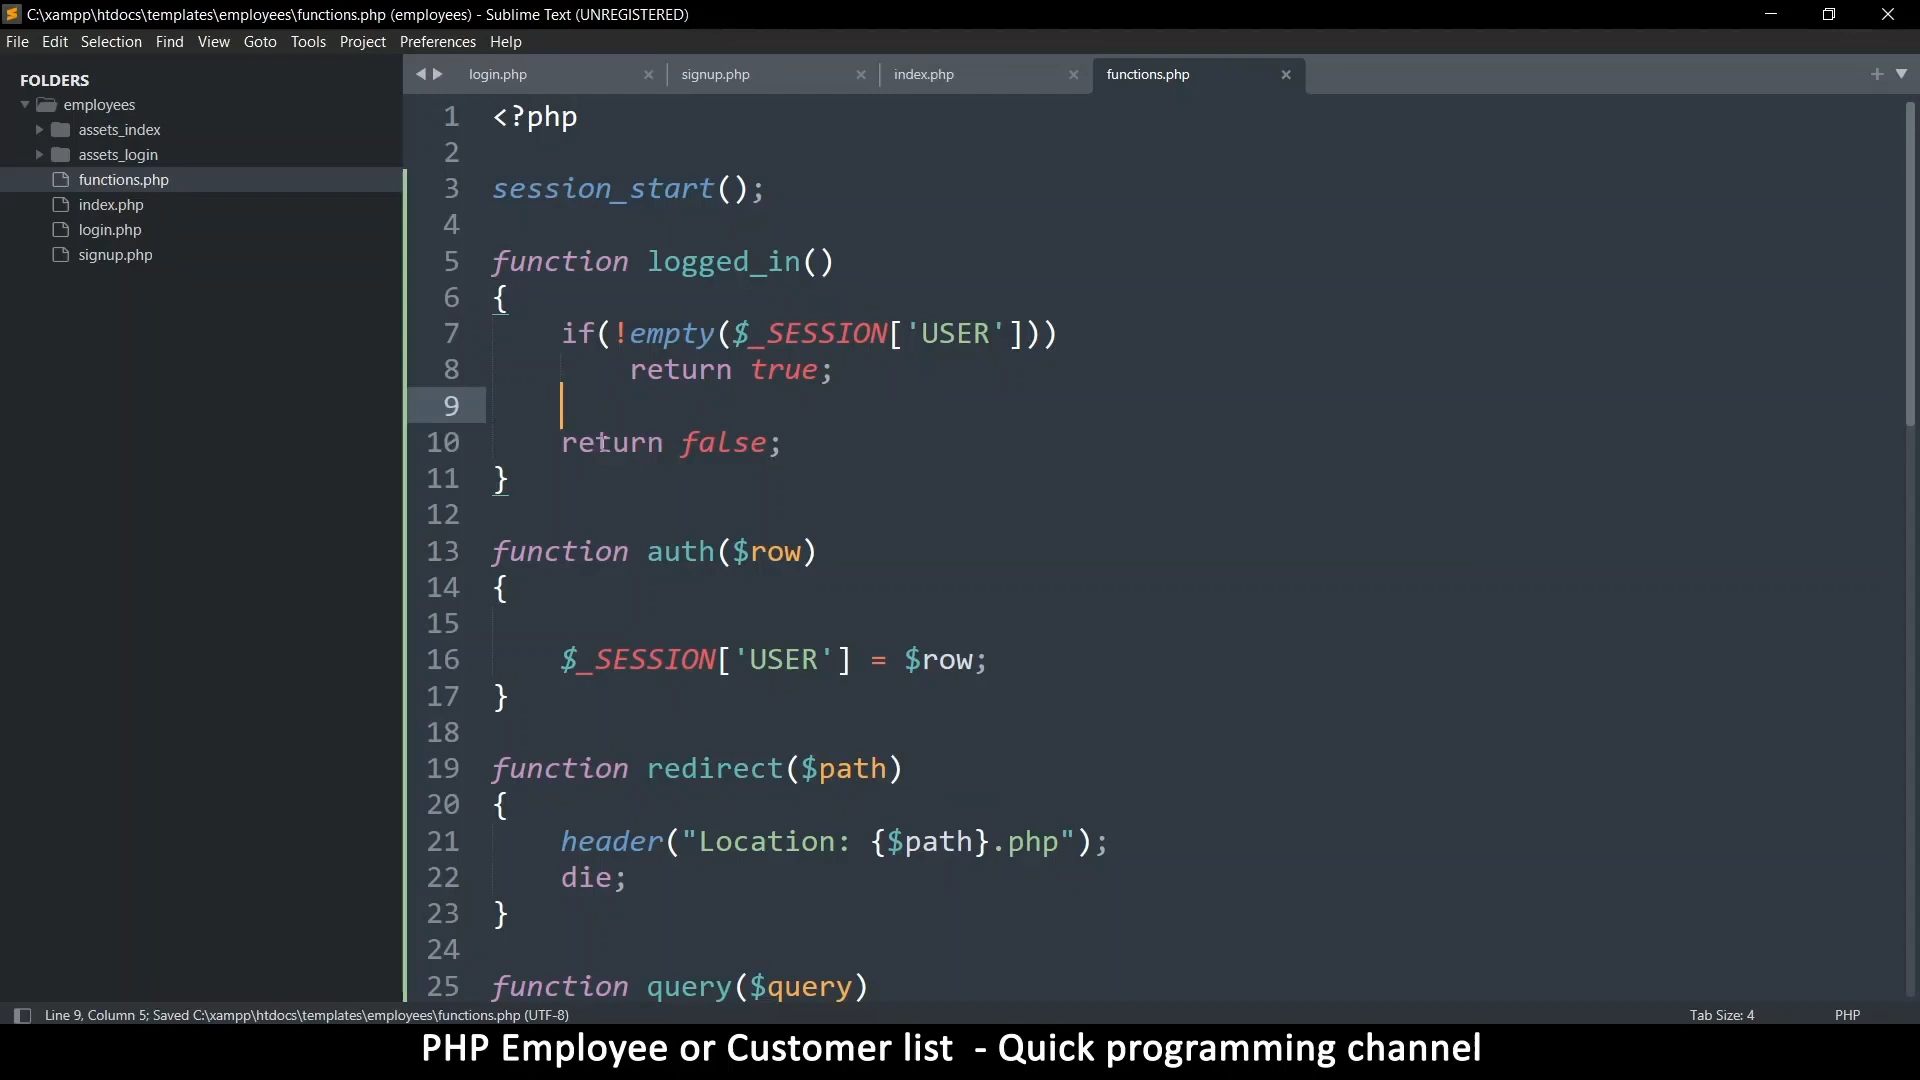 C:\xampp\htdocs\templates\employees\functions.php (employees) - Sublime Text (UNREGISTERED)
File Edit Selection Find View Goto Tools Project Preferences Help
FOLDERS
employees
assets_index
assets_login
functions.php
index.php
login.php
signup.php
login.php signup.php index.php functions.php
1 <?php
2
3 session_start();
4
5 function logged_in()
6 {
7 if(!empty($_SESSION['USER']))
8 return true;
9
10 return false;
11 }
12
13 function auth($row)
14 {
15
16 $_SESSION['USER'] = $row;
17 }
18
19 function redirect($path)
20 {
21 header("Location: {$path}.php");
22 die;
23 }
24
25 function query($query)
Line 9, Column 5; Saved C:\xampp\htdocs\templates\employees\functions.php (UTF-8) Tab Size: 4 PHP
PHP Employee or Customer list - Quick programming channel